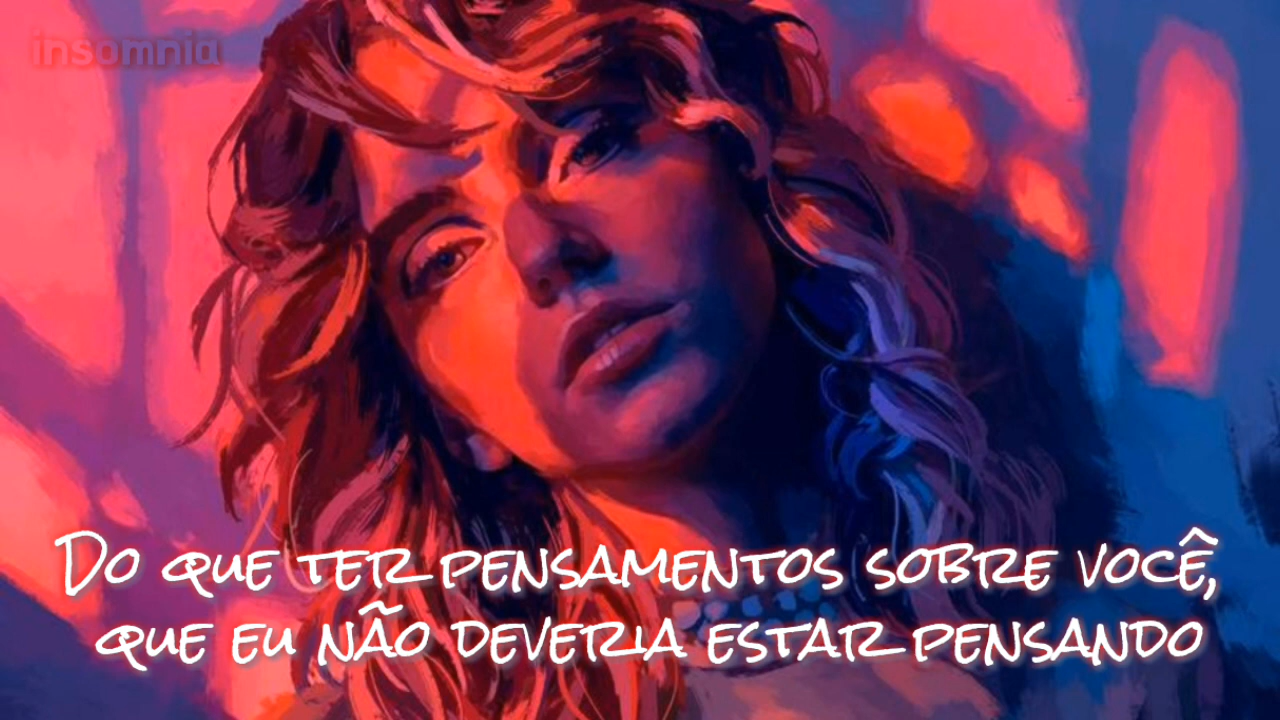 insomnia
Do que ter pensamentos sobre você,
que eu não deveria estar pensando